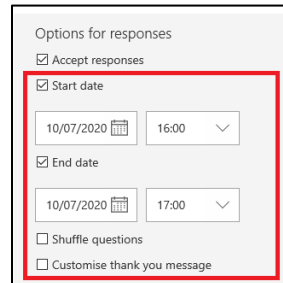 Options for responses
Accept responses
Start date
10/07/2020 16:00
End date
10/07/2020 17:00
Shuffle questions
Customise thank you message